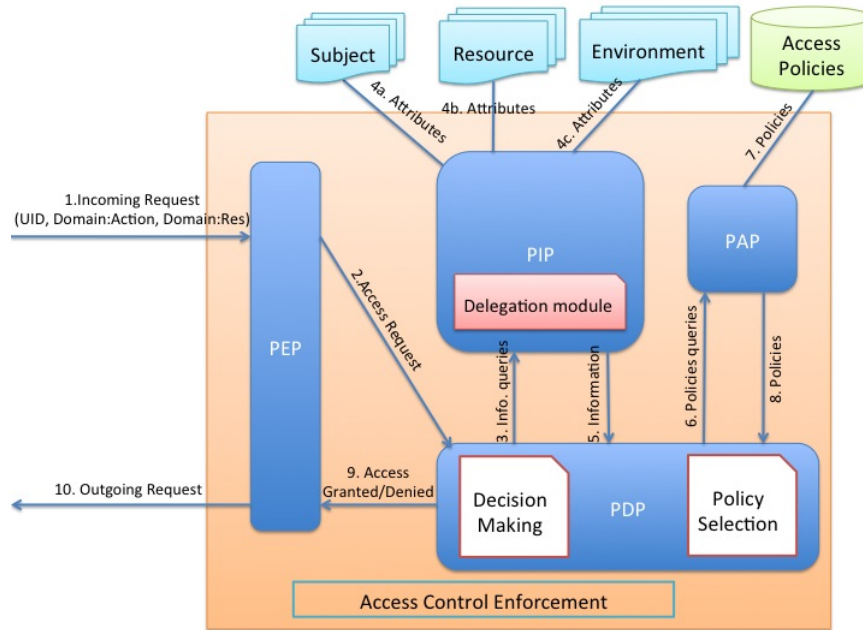 Subject
Resource
Environment
Access
Policies
4a. Attributes
4b. Attributes
4c. Attributes
7. Policies
1.Incoming Request
(UID, Domain:Action, Domain:Res)
PEP
2.Access Request
PIP
Delegation module
PAP
3. Info. queries
5. Information
6. Policies queries
8. Policies
9. Access
Granted/Denied
10. Outgoing Request
Decision
Making
PDP
Policy
Selection
Access Control Enforcement